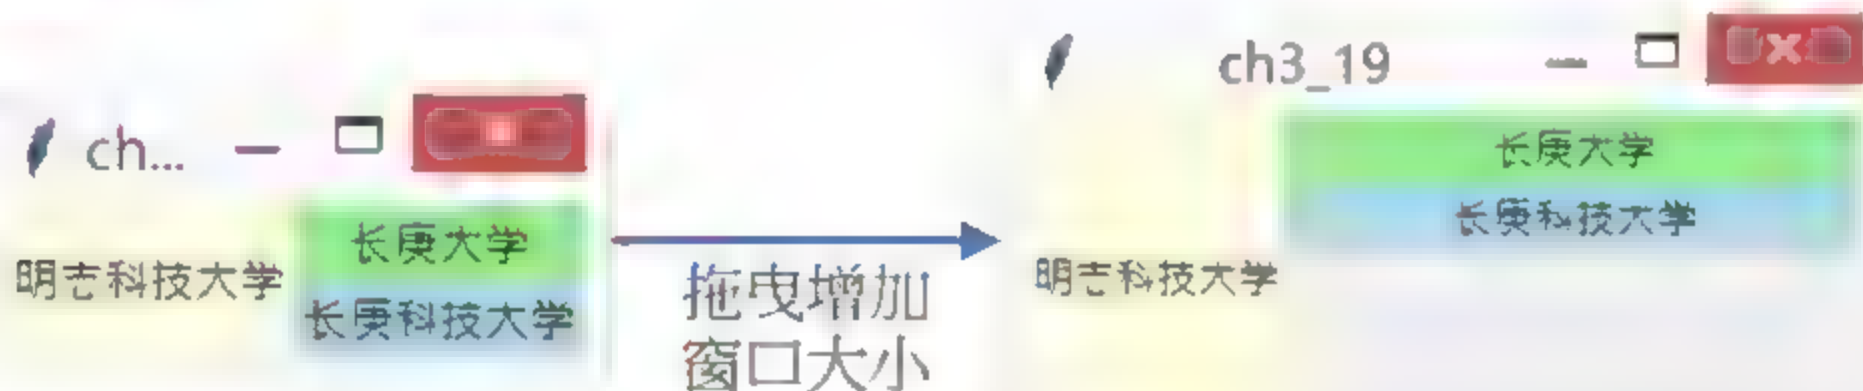 ch...
长庚大学
明志科技大学
长庚科技大学
拖曳增加
窗口大小
ch3_19
长庚大学
长庚科技大学
明志科技大学